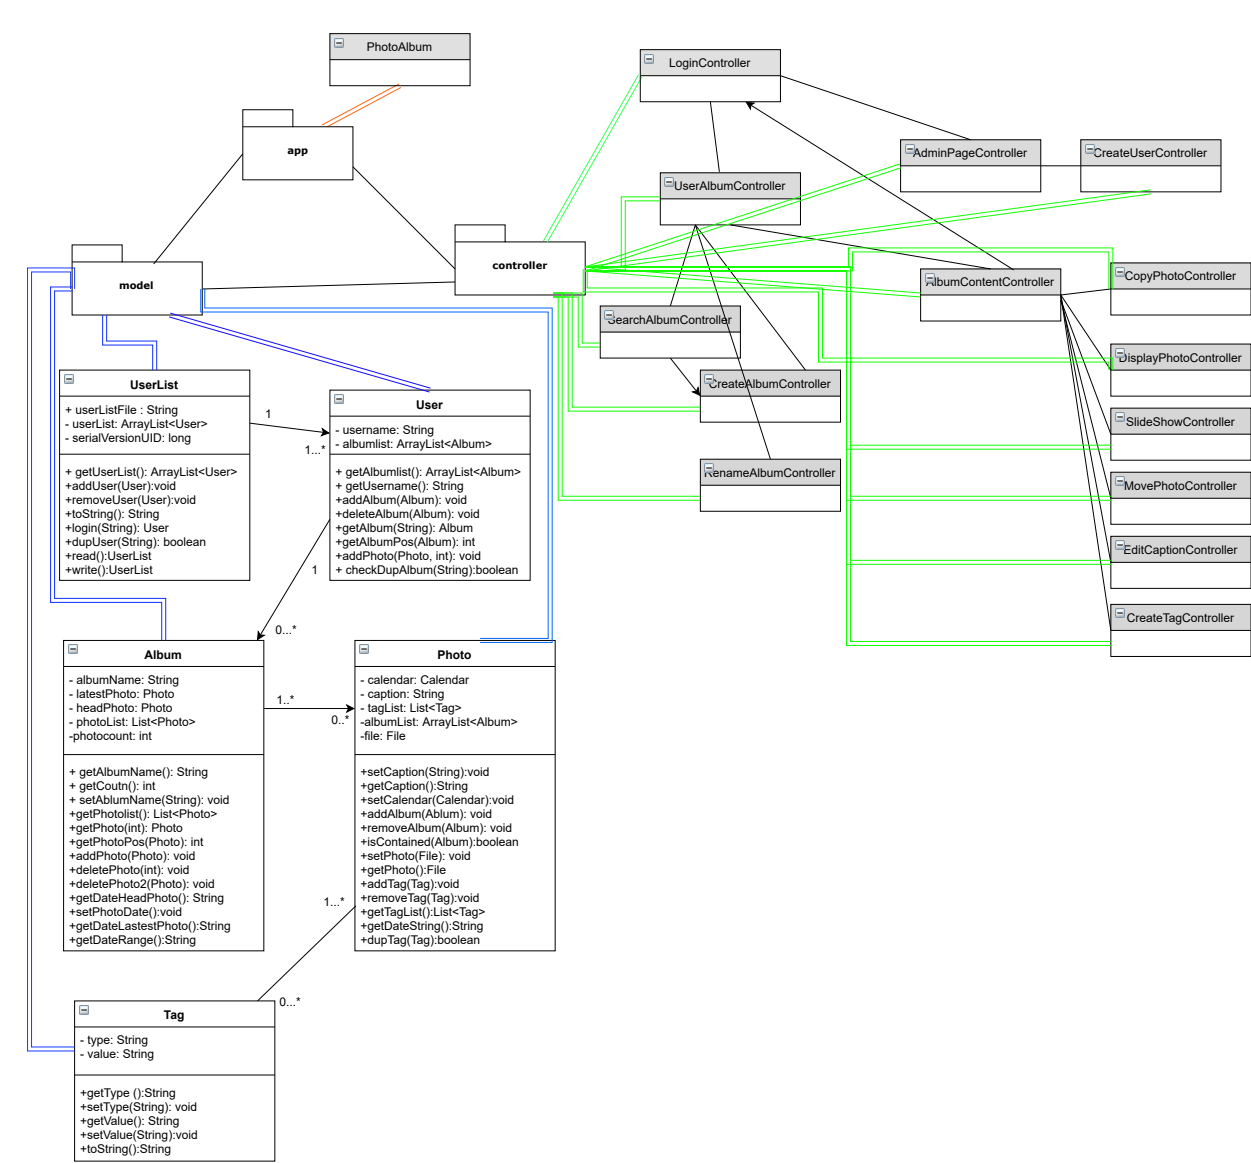 PhotoAlbum
app
LoginController
AdminPageController
CreateUserController
UserAlbumController
controller
model
AlbumContentController
CopyPhotoController
SearchAlbumController
DisplayPhotoController
CreateAlbumController
SlideShowController
RenameAlbumController
MovePhotoController
EditCaptionController
CreateTagController
UserList
+ userListFile : String
- userList: ArrayList<User>
- serialVersionUID: long
+ getUserList(): ArrayList<User>
+addUser(User):void
+removeUser(User):void
+toString(): String
+login(String): User
+dupUser(String): boolean
+read():UserList
+write():UserList
1
1...*
User
- username: String
- albumlist: ArrayList<Album>
+ getAlbumlist(): ArrayList<Album>
+ getUsername(): String
+ addAlbum(Album): void
+ deleteAlbum(Album): void
+getAlbum(String): Album
+getAlbumPos(Album): int
+addPhoto(Photo, int): void
+ checkDupAlbum(String):boolean
1
0...*
Album
- albumName: String
- latestPhoto: Photo
- headPhoto: Photo
- photoList: List<Photo>
-photocount: int
+ getAlbumName(): String
+ getCoutn(): int
+ setAblumName(String): void
+getPhotolist(): List<Photo>
+getPhoto(int): Photo
+getPhotoPos(Photo): int
+addPhoto(Photo): void
+deletePhoto(int): void
+deletePhoto2(Photo): void
+getDateHeadPhoto(): String
+setPhotoDate():void
+getDateLastestPhoto():String
+getDateRange():String
1..*
0..*
Photo
- calendar: Calendar
- caption: String
- tagList: List<Tag>
-albumList: ArrayList<Album>
-file: File
+setCaption(String):void
+getCaption():String
+setCalendar(Calendar):void
+addAlbum(Ablum): void
+removeAlbum(Album): void
+isContained(Album):boolean
+setPhoto(File): void
+getPhoto():File
+addTag(Tag):void
+removeTag(Tag):void
+getTagList():List<Tag>
+getDateString():String
+dupTag(Tag):boolean
1...*
0...*
Tag
- type: String
- value: String
+getType ():String
+setType(String): void
+getValue(): String
+setValue(String):void
+toString():String